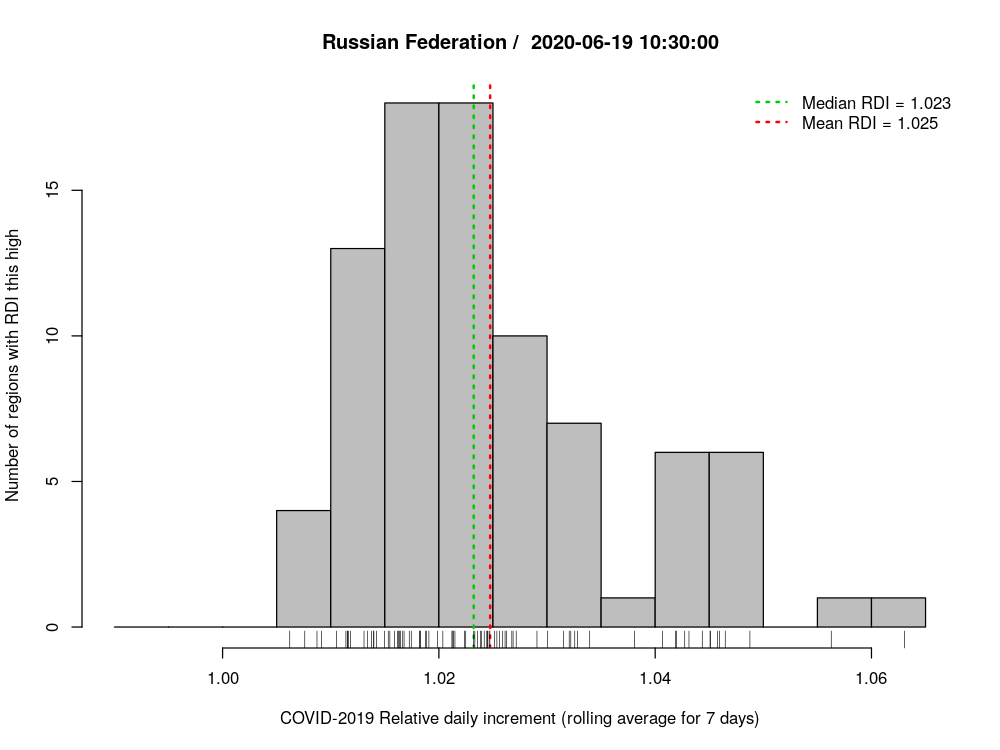 Russian Federation /  2020-06-19 10:30:00
Median RDI = 1.023
Mean RDI = 1.025
Number of regions with RDI this high
15
10
5
0
1.00 1.02 1.04 1.06
COVID-2019 Relative daily increment (rolling average for 7 days)